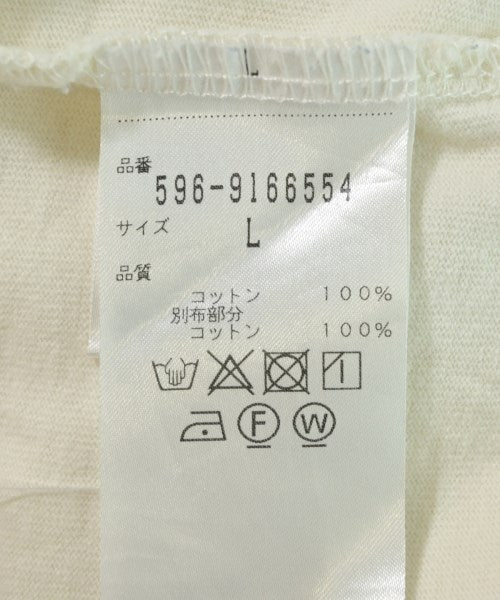 L
品番
596-9166554
サイズ L
品質
コットン 100%
別布部分
コットン 100%
F W